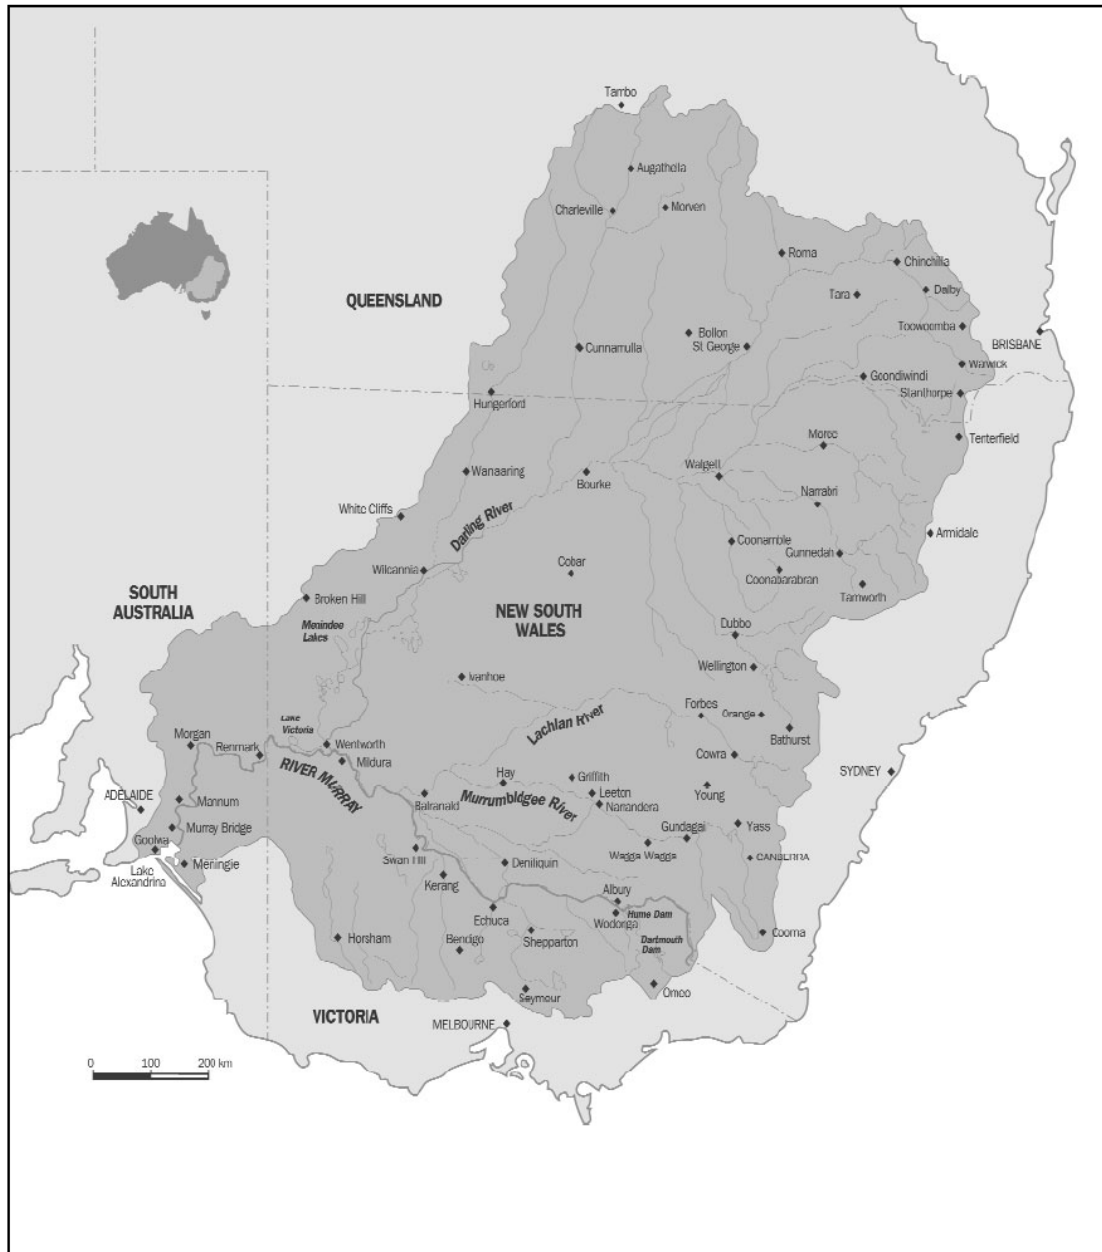 Tambo
Augathella
Charleville
Morven
Roma
Chinchilla
QUEENSLAND
Tara
Dalby
Toowoomba
Bollon
St George
BRISBANE
Cunnamulla
Warwick
Goondiwindi
Hungerford
Stanthorpe
Moree
Tenterfield
Wanaaring
Bourke
Walgett
Narrabri
White Cliffs
Darling River
Coonamble
Armidale
Gunnedah
Cobar
Wilcannia
Coonabarabran
SOUTH
AUSTRALIA
Tamworth
Broken Hill
NEW SOUTH
WALES
Menindee
Lakes
Dubbo
Wellington
Ivanhoe
Lachlan River
Forbes
Orange
Lake
Victoria
Bathurst
Morgan
Renmark
Wentworth
Mildura
Cowra
RIVER MURRAY
Hay
Griffith
SYDNEY
Leeton
Young
ADELAIDE
Mannum
Balranald
Murrumbidgee River
Narrandera
Murray Bridge
Gundagai
Yass
Goolwa
Swan Hill
Wagga Wagga
CANBERRA
Meningie
Deniliquin
Lake
Alexandrina
Kerang
Albury
Echuca
Hume Dam
Wodonga
Horsham
Bendigo
Shepparton
Dartmouth
Dam
Cooma
Seymour
Omeo
VICTORIA
MELBOURNE
0 100 200 km